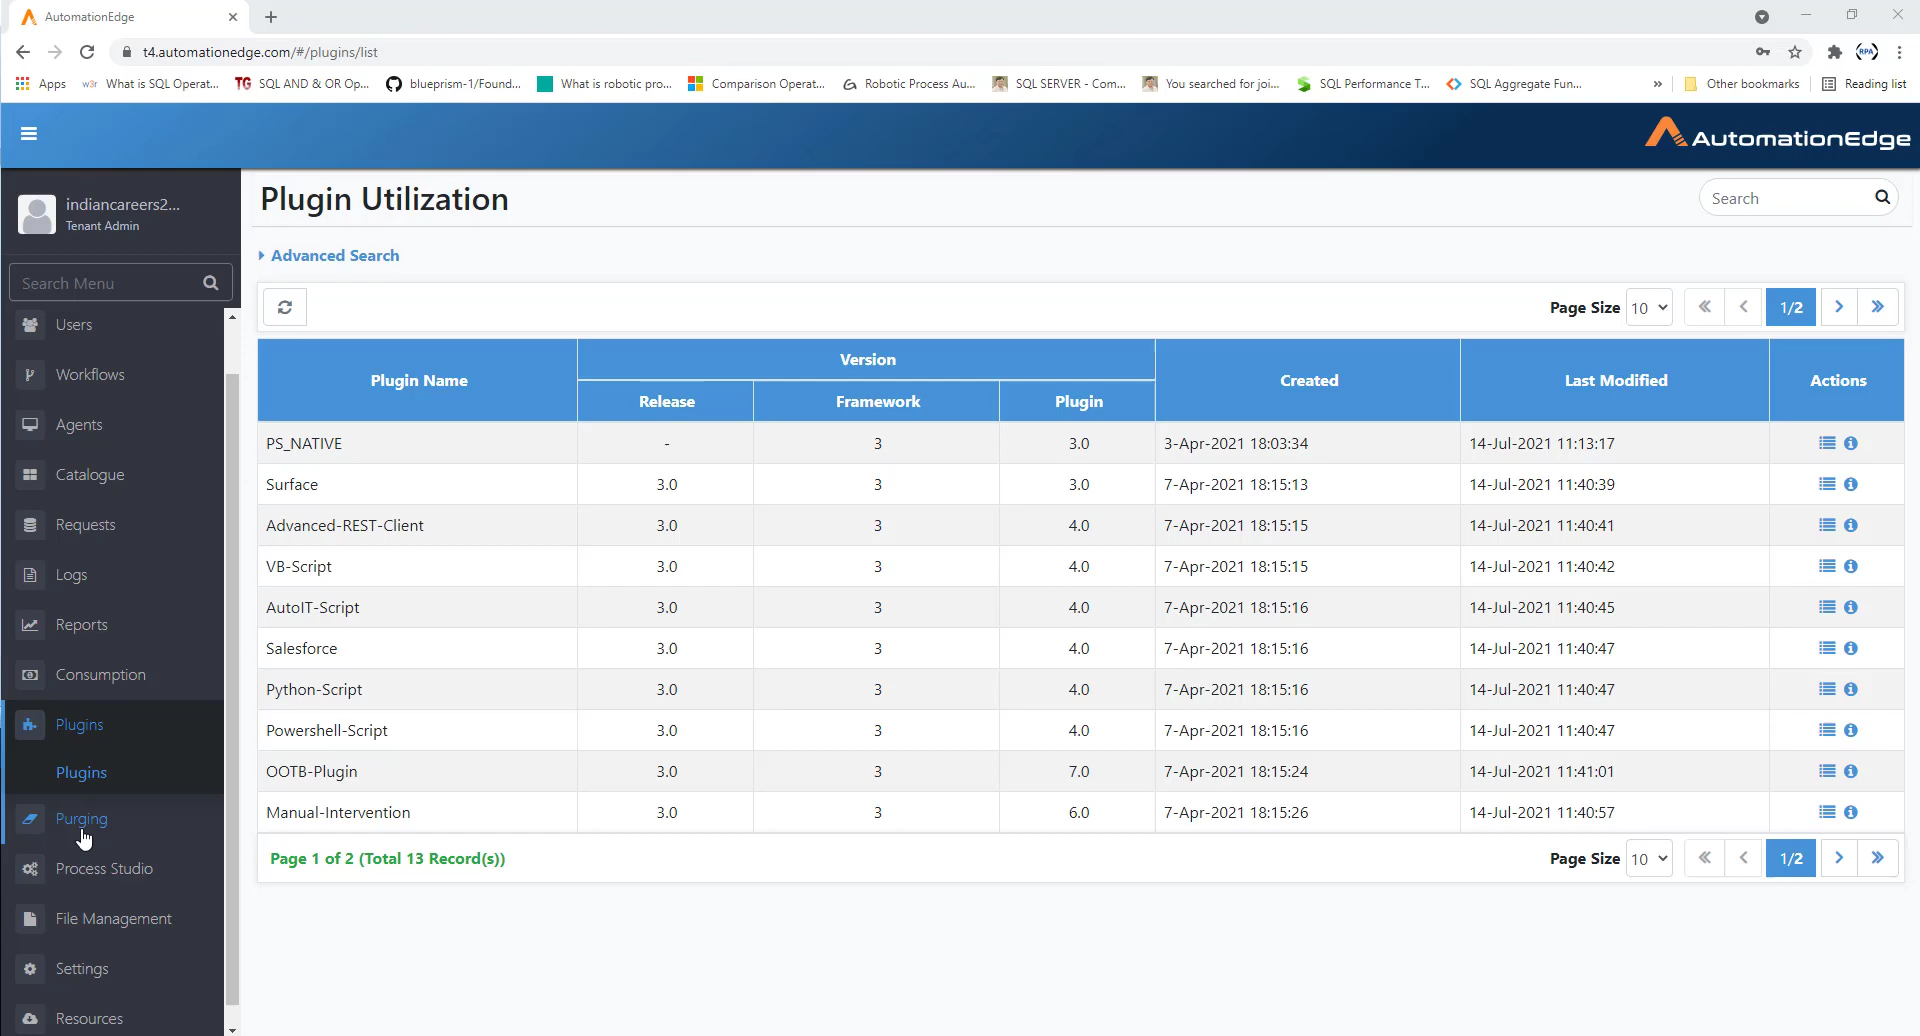 AutomationEdge
t4.automationedge.com/#/plugins/list
RPA
Apps
w3r What is SQL Operat...
TG SQL AND & OR Op...
blueprism-1/Found...
What is robotic pro...
Comparison Operat...
Robotic Process Au...
SQL SERVER - Com...
You searched for joi...
SQL Performance T...
SQL Aggregate Fun...
Other bookmarks
Reading list
AutomationEdge
indiancareers2...
Tenant Admin
Search Menu
Users
Workflows
Agents
Catalogue
Requests
Logs
Reports
Consumption
Plugins
Plugins
Purging
Process Studio
File Management
Settings
Resources
Plugin Utilization
Search
Advanced Search
Page Size 10 1/2
Plugin Name Version Created Last Modified Actions
Release Framework Plugin
PS_NATIVE - 3 3.0 3-Apr-2021 18:03:34 14-Jul-2021 11:13:17
Surface 3.0 3 3.0 7-Apr-2021 18:15:13 14-Jul-2021 11:40:39
Advanced-REST-Client 3.0 3 4.0 7-Apr-2021 18:15:15 14-Jul-2021 11:40:41
VB-Script 3.0 3 4.0 7-Apr-2021 18:15:15 14-Jul-2021 11:40:42
AutoIT-Script 3.0 3 4.0 7-Apr-2021 18:15:16 14-Jul-2021 11:40:45
Salesforce 3.0 3 4.0 7-Apr-2021 18:15:16 14-Jul-2021 11:40:47
Python-Script 3.0 3 4.0 7-Apr-2021 18:15:16 14-Jul-2021 11:40:47
Powershell-Script 3.0 3 4.0 7-Apr-2021 18:15:16 14-Jul-2021 11:40:47
OOTB-Plugin 3.0 3 7.0 7-Apr-2021 18:15:24 14-Jul-2021 11:41:01
Manual-Intervention 3.0 3 6.0 7-Apr-2021 18:15:26 14-Jul-2021 11:40:57
Page 1 of 2 (Total 13 Record(s)) Page Size 10 1/2